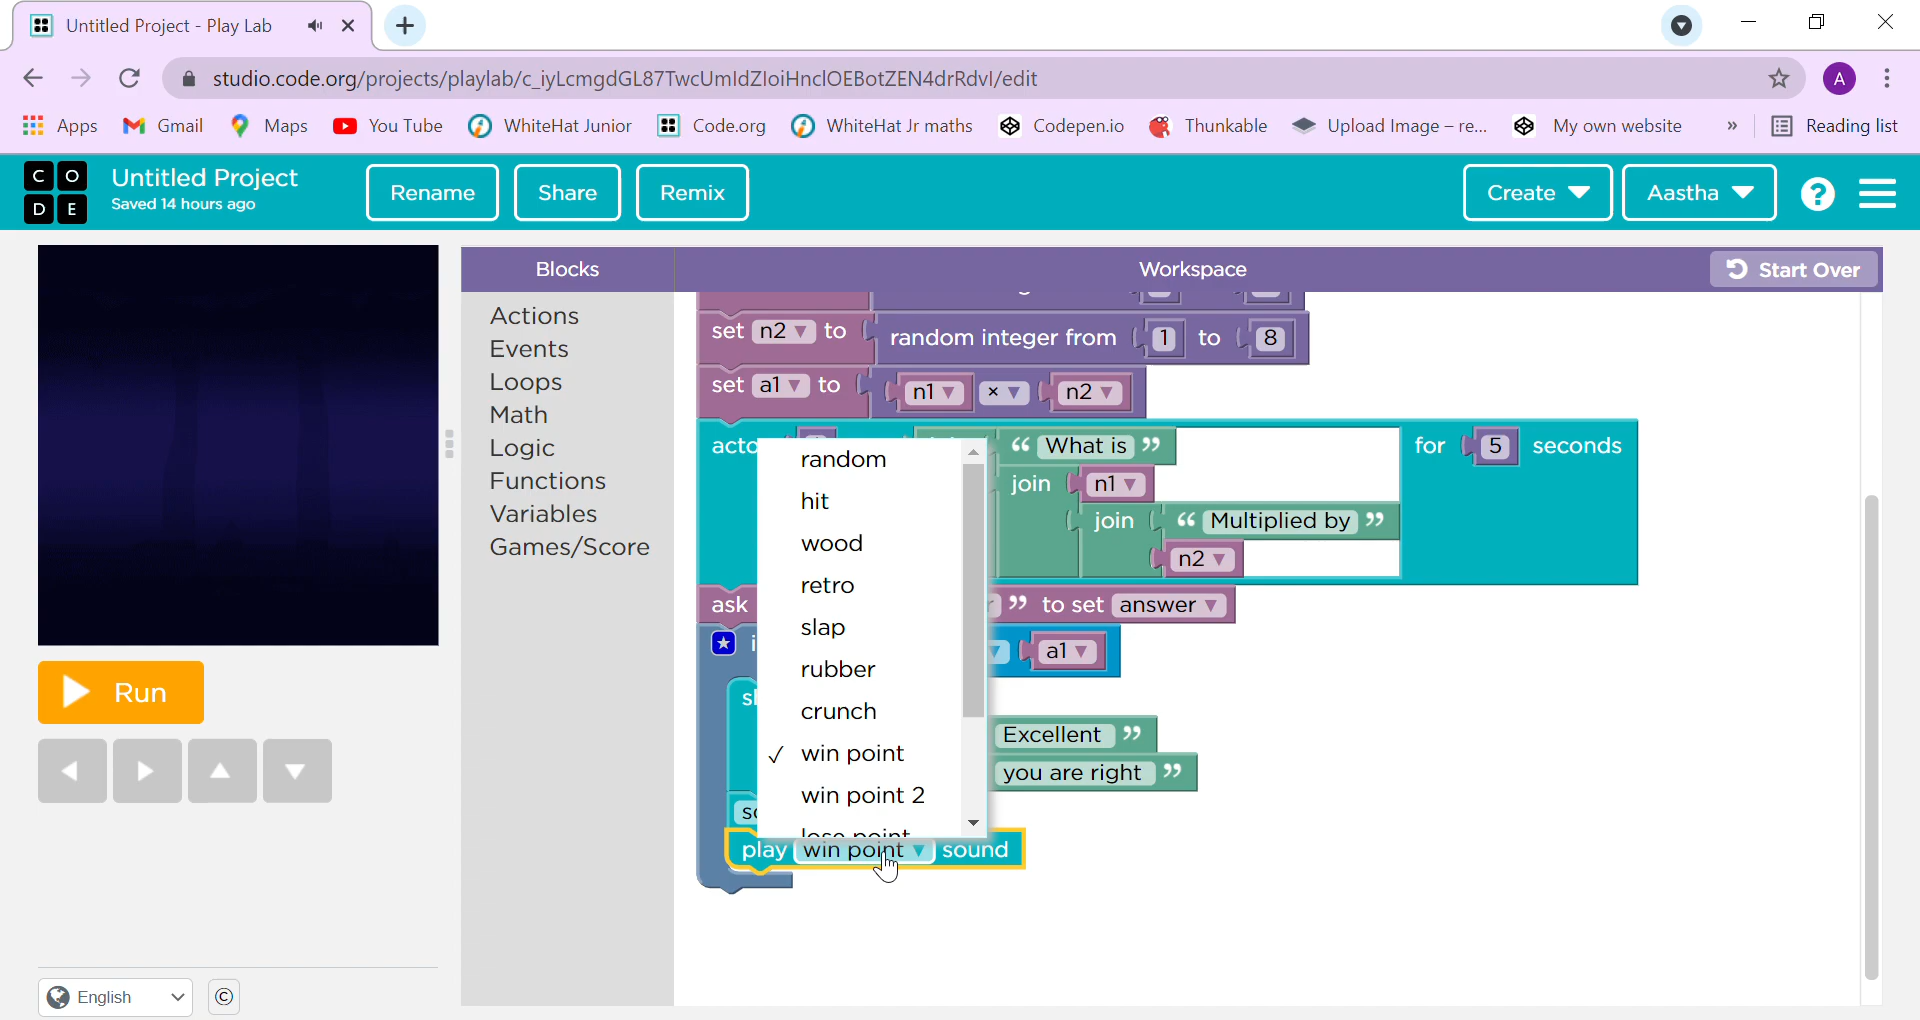 Untitled Project - Play Lab
studio.code.org/projects/playlab/c_iyLcmgdGL87TwcUmIdZIoiHnclOEBotZEN4drRdvI/edit
A
Apps Gmail Maps You Tube WhiteHat Junior Code.org WhiteHat Jr maths Codepen.io Thunkable Upload Image – re... My own website » Reading list
C O
D E
Untitled Project
Saved 14 hours ago
Rename Share Remix Create Aastha ?
Blocks Workspace Start Over
Actions
Events
Loops
Math
Logic
Functions
Variables
Games/Score
set n2 to random integer from 1 to 8
set a1 to n1 × n2
acto “ What is ” for 5 seconds
join n1
join “ Multiplied by ”
n2
ask ” to set answer
a1
Excellent ”
you are right ”
random
hit
wood
retro
slap
rubber
crunch
✓ win point
win point 2
lose point
play win point sound
Run
English ©